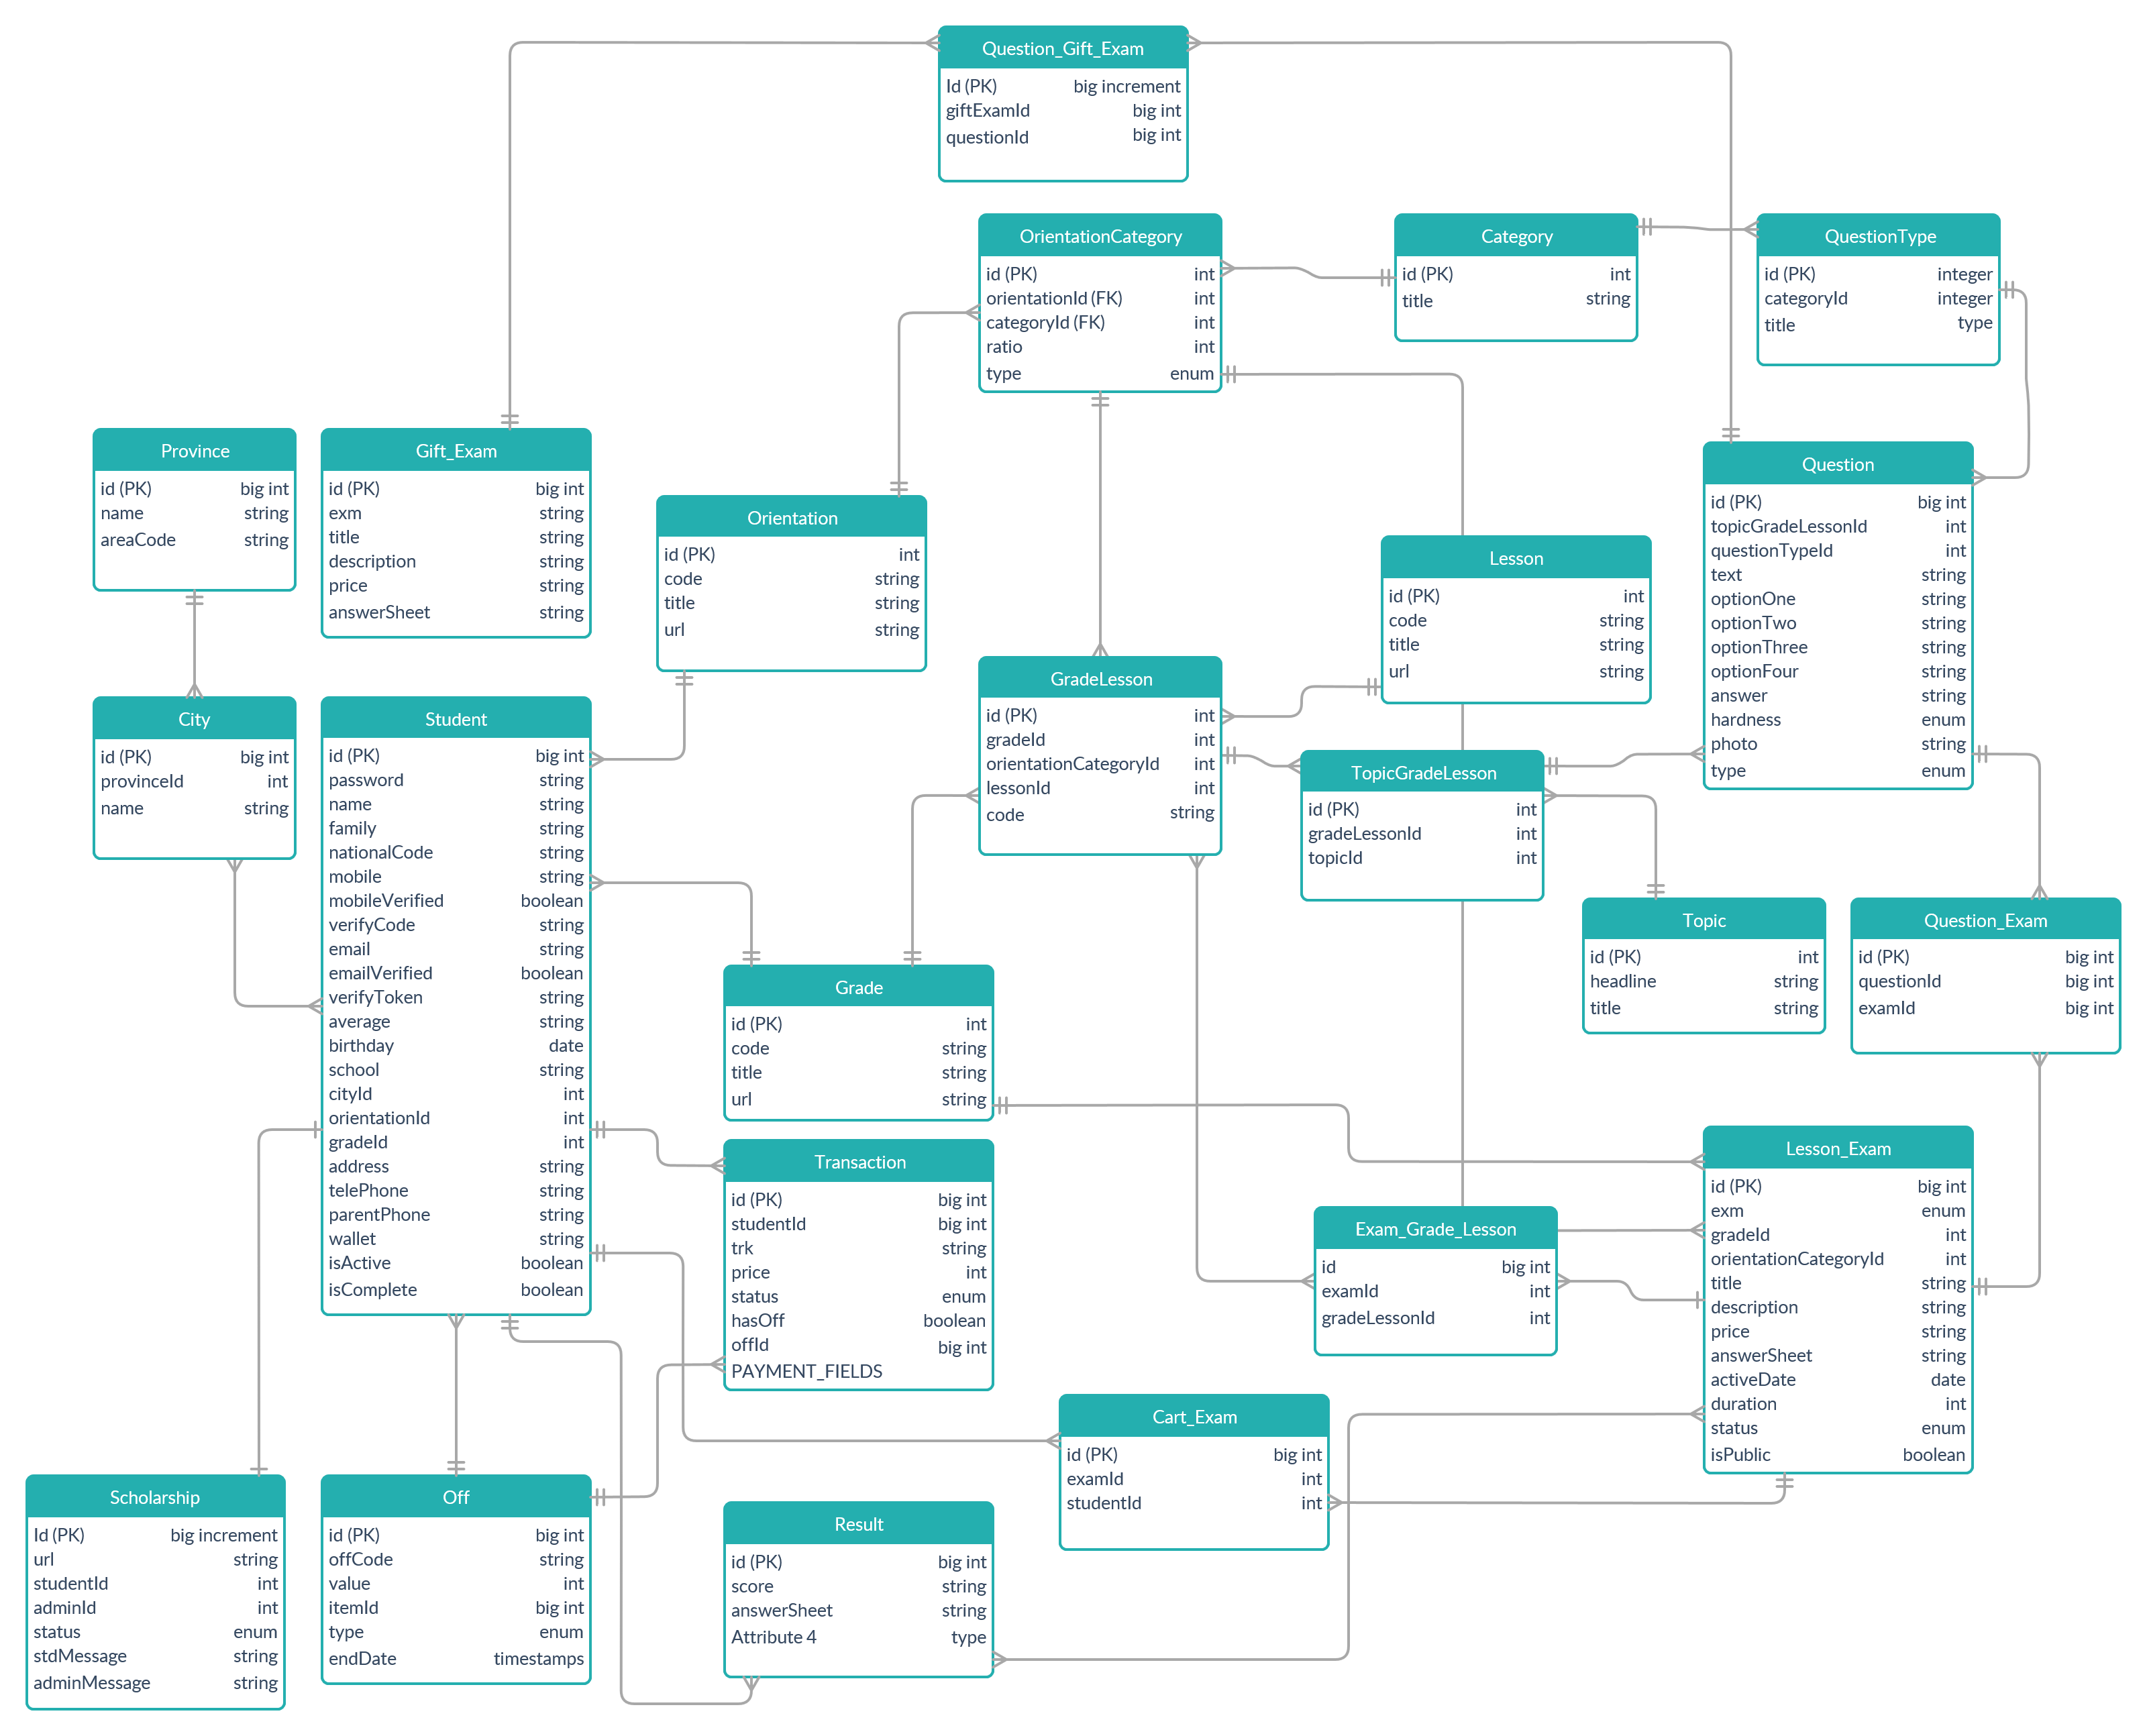 Question_Gift_Exam
Id (PK) big increment
giftExamId big int
questionId big int
OrientationCategory
id (PK) int
orientationId (FK) int
categoryId (FK) int
ratio int
type enum
Category
id (PK) int
title string
QuestionType
id (PK) integer
categoryId integer
title type
Province
id (PK) big int
name string
areaCode string
Gift_Exam
id (PK) big int
exm string
title string
description string
price string
answerSheet string
Orientation
id (PK) int
code string
title string
url string
Lesson
id (PK) int
code string
title string
url string
Question
id (PK) big int
topicGradeLessonId int
questionTypeId int
text string
optionOne string
optionTwo string
optionThree string
optionFour string
answer string
hardness enum
photo string
type enum
City
id (PK) big int
provinceId int
name string
Student
id (PK) big int
password string
name string
family string
nationalCode string
mobile string
mobileVerified boolean
verifyCode string
email string
emailVerified boolean
verifyToken string
average string
birthday date
school string
cityId int
orientationId int
gradeId int
address string
telePhone string
parentPhone string
wallet string
isActive boolean
isComplete boolean
GradeLesson
id (PK) int
gradeId int
orientationCategoryId int
lessonId int
code string
TopicGradeLesson
id (PK) int
gradeLessonId int
topicId int
Topic
id (PK) int
headline string
title string
Question_Exam
id (PK) big int
questionId big int
examId big int
Grade
id (PK) int
code string
title string
url string
Transaction
id (PK) big int
studentId big int
trk string
price int
status enum
hasOff boolean
offId big int
PAYMENT_FIELDS
Exam_Grade_Lesson
id big int
examId int
gradeLessonId int
Lesson_Exam
id (PK) big int
exm enum
gradeId int
orientationCategoryId int
title string
description string
price string
answerSheet string
activeDate date
duration int
status enum
isPublic boolean
Cart_Exam
id (PK) big int
examId int
studentId int
Scholarship
Id (PK) big increment
url string
studentId int
adminId int
status enum
stdMessage string
adminMessage string
Off
id (PK) big int
offCode string
value int
itemId big int
type enum
endDate timestamps
Result
id (PK) big int
score string
answerSheet string
Attribute 4 type